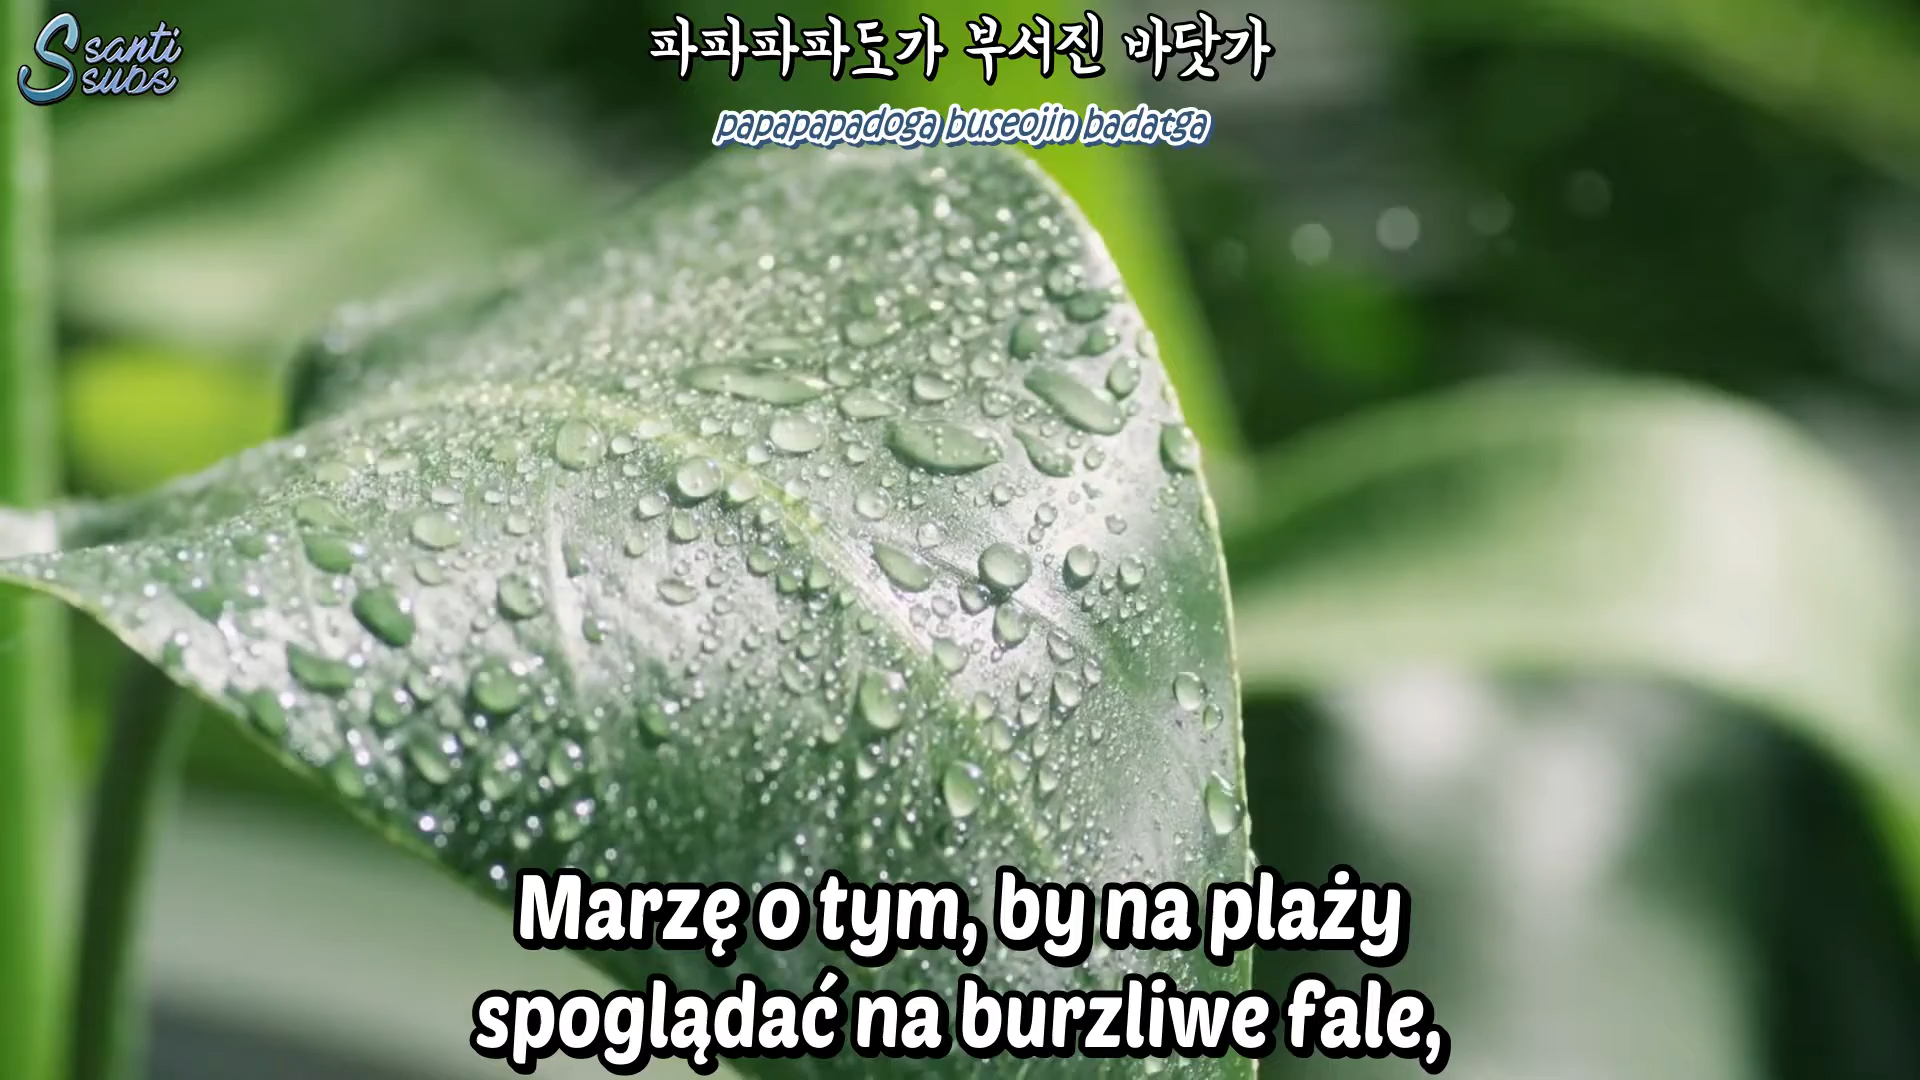 santi
subs
파파파파도가 부서진 바닷가
papapapadoga buseojin badatga
Marzę o tym, by na plaży
spoglądać na burzliwe fale,